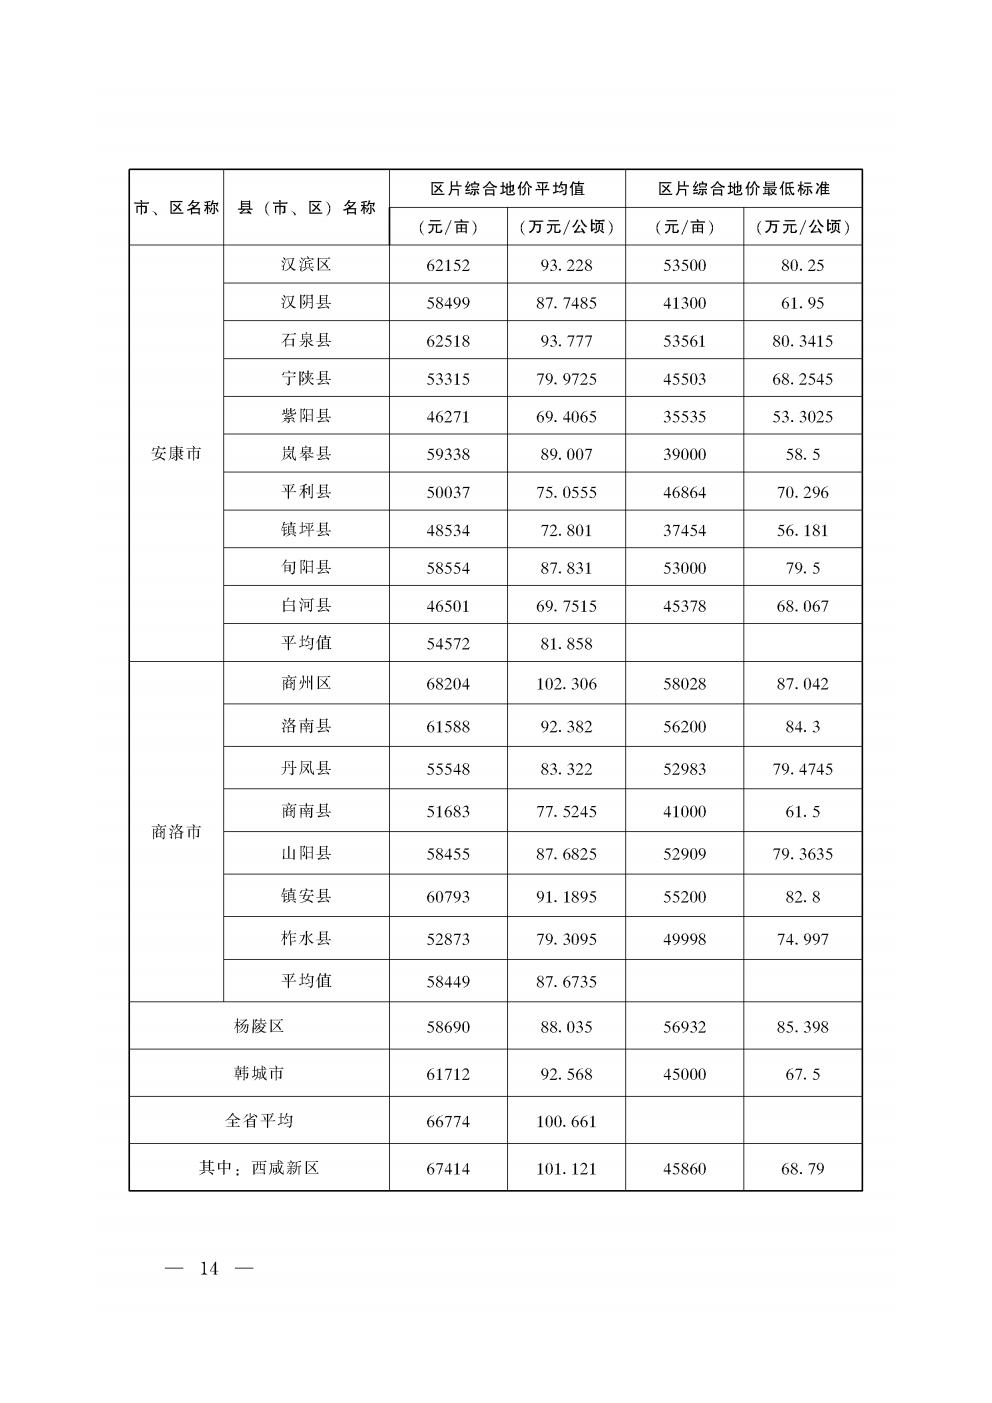 市、区名称 县（市、区）名称 区片综合地价平均值 区片综合地价最低标准
（元/亩） （万元/公顷） （元/亩） （万元/公顷）
安康市
汉滨区 62152 93.228 53500 80.25
汉阴县 58499 87.7485 41300 61.95
石泉县 62518 93.777 53561 80.3415
宁陕县 53315 79.9725 45503 68.2545
紫阳县 46271 69.4065 35535 53.3025
岚皋县 59338 89.007 39000 58.5
平利县 50037 75.0555 46864 70.296
镇坪县 48534 72.801 37454 56.181
旬阳县 58554 87.831 53000 79.5
白河县 46501 69.7515 45378 68.067
平均值 54572 81.858
商洛市
商州区 68204 102.306 58028 87.042
洛南县 61588 92.382 56200 84.3
丹凤县 55548 83.322 52983 79.4745
商南县 51683 77.5245 41000 61.5
山阳县 58455 87.6825 52909 79.3635
镇安县 60793 91.1895 55200 82.8
柞水县 52873 79.3095 49998 74.997
平均值 58449 87.6735
杨陵区 58690 88.035 56932 85.398
韩城市 61712 92.568 45000 67.5
全省平均 66774 100.661
其中：西咸新区 67414 101.121 45860 68.79
— 14 —